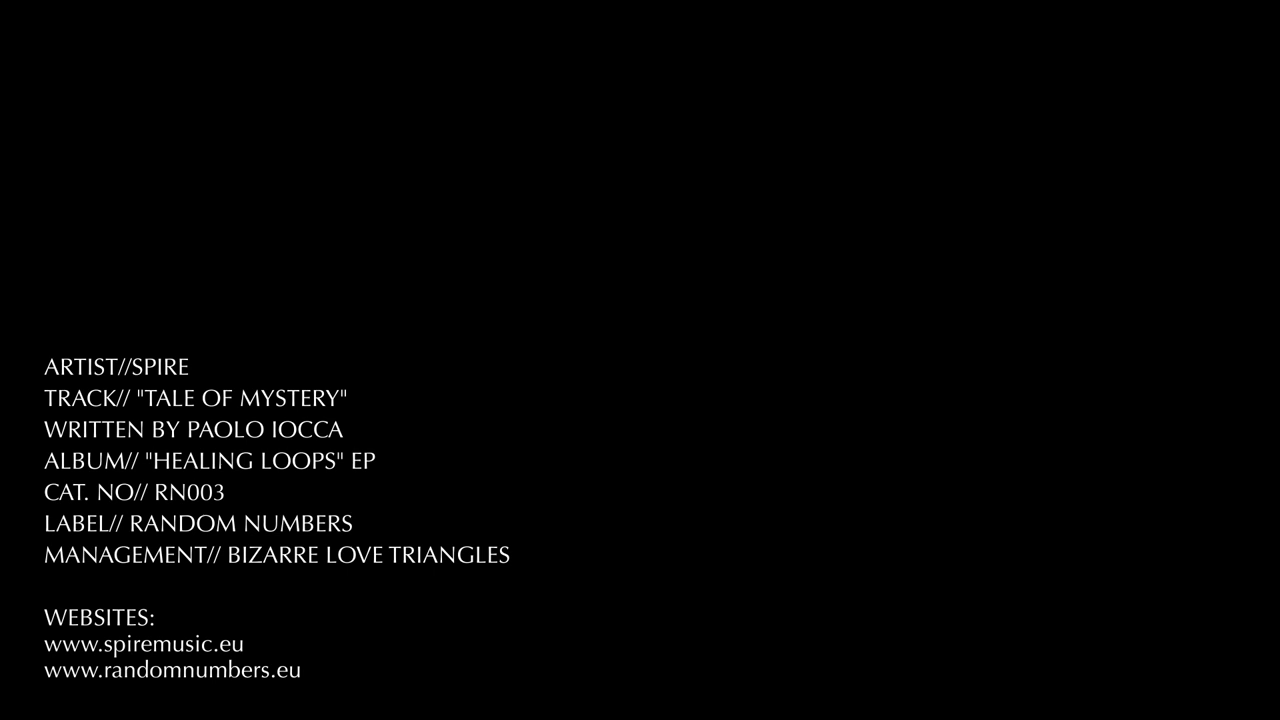 ARTIST//SPIRE
TRACK// "TALE OF MYSTERY"
WRITTEN BY PAOLO IOCCA
ALBUM// "HEALING LOOPS" EP
CAT. NO// RN003
LABEL// RANDOM NUMBERS
MANAGEMENT// BIZARRE LOVE TRIANGLES
WEBSITES:
www.spiremusic.eu
www.randomnumbers.eu